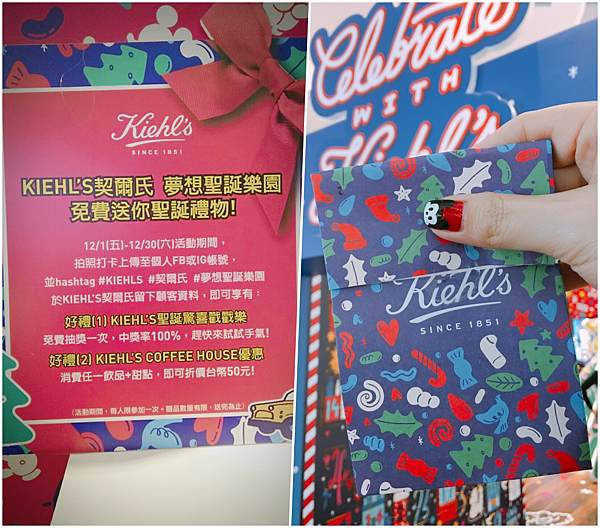 Kiehl's
SINCE 1851
KIEHL'S契爾氏 夢想聖誕樂園
免費送你聖誕禮物!
12/1(五)-12/30(六)活動期間,
拍照打卡上傳至個人FB或IG帳號,
並hashtag #KIEHLS #契爾氏 #夢想聖誕樂園
於KIEHL'S契爾氏留下顧客資料,即可享有:
好禮(1) KIEHL'S聖誕驚喜戳戳樂
免費抽獎一次,中獎率100%,趕快來試試手氣!
好禮(2) KIEHL'S COFFEE HOUSE優惠
消費任一飲品+甜點,即可折價台幣50元!
(活動期間,每人限參加一次。贈品數量有限,送完為止)
Celebrate
WITH
Kiehl's
Kiehl's
SINCE 1851